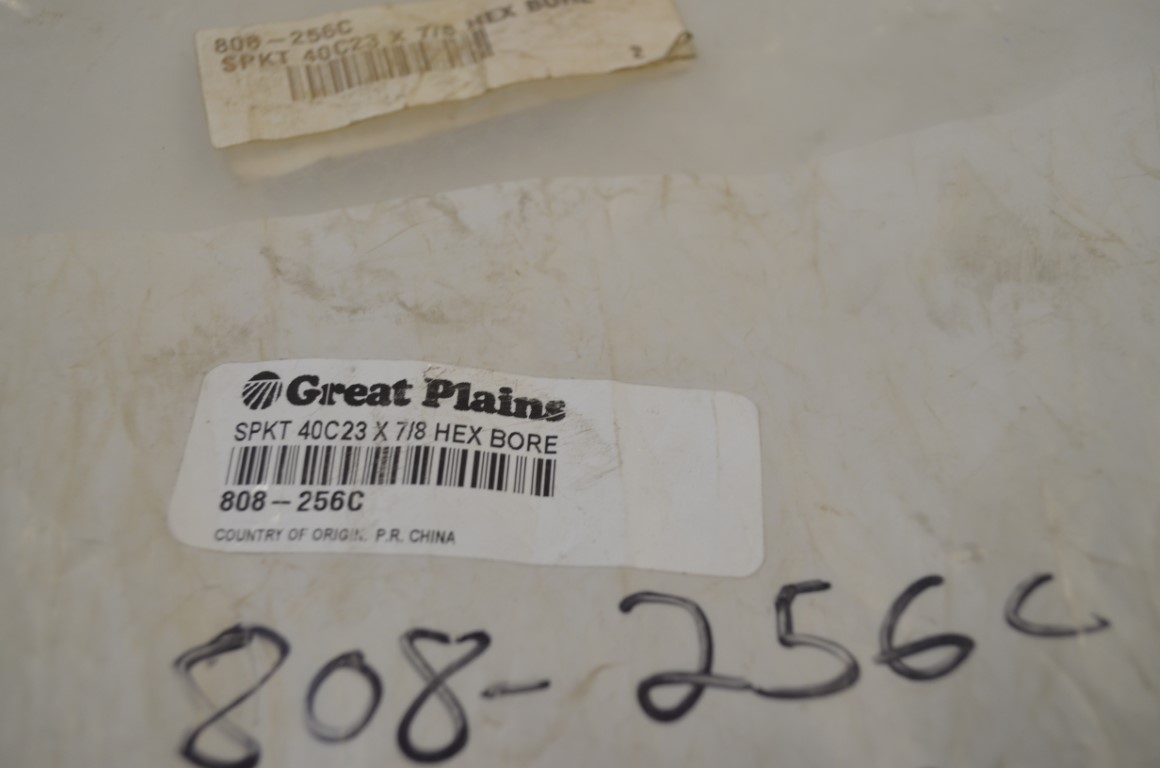 808-256C
SPKT 40C23 X 7/8 HEX BORE
2
Great Plains
SPKT 40C23 X 7/8 HEX BORE
808-256C
COUNTRY OF ORIGIN: P.R. CHINA
808-256C